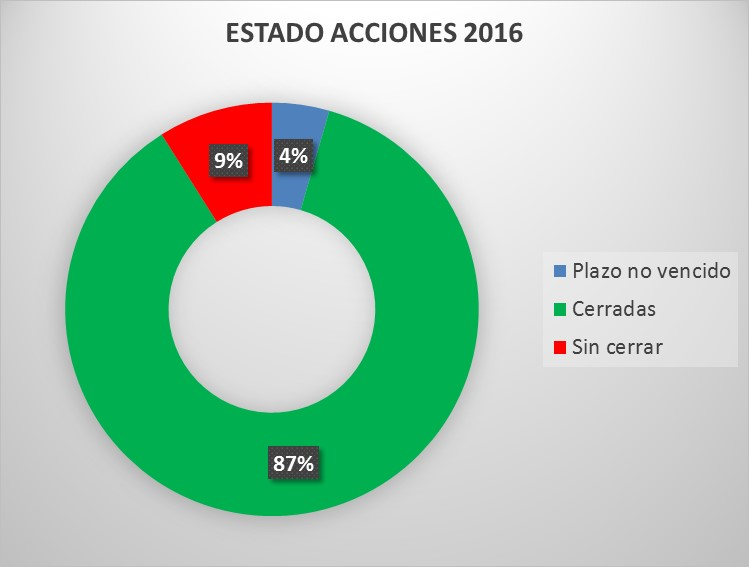 ESTADO ACCIONES 2016
9%
4%
Plazo no vencido
Cerradas
Sin cerrar
87%